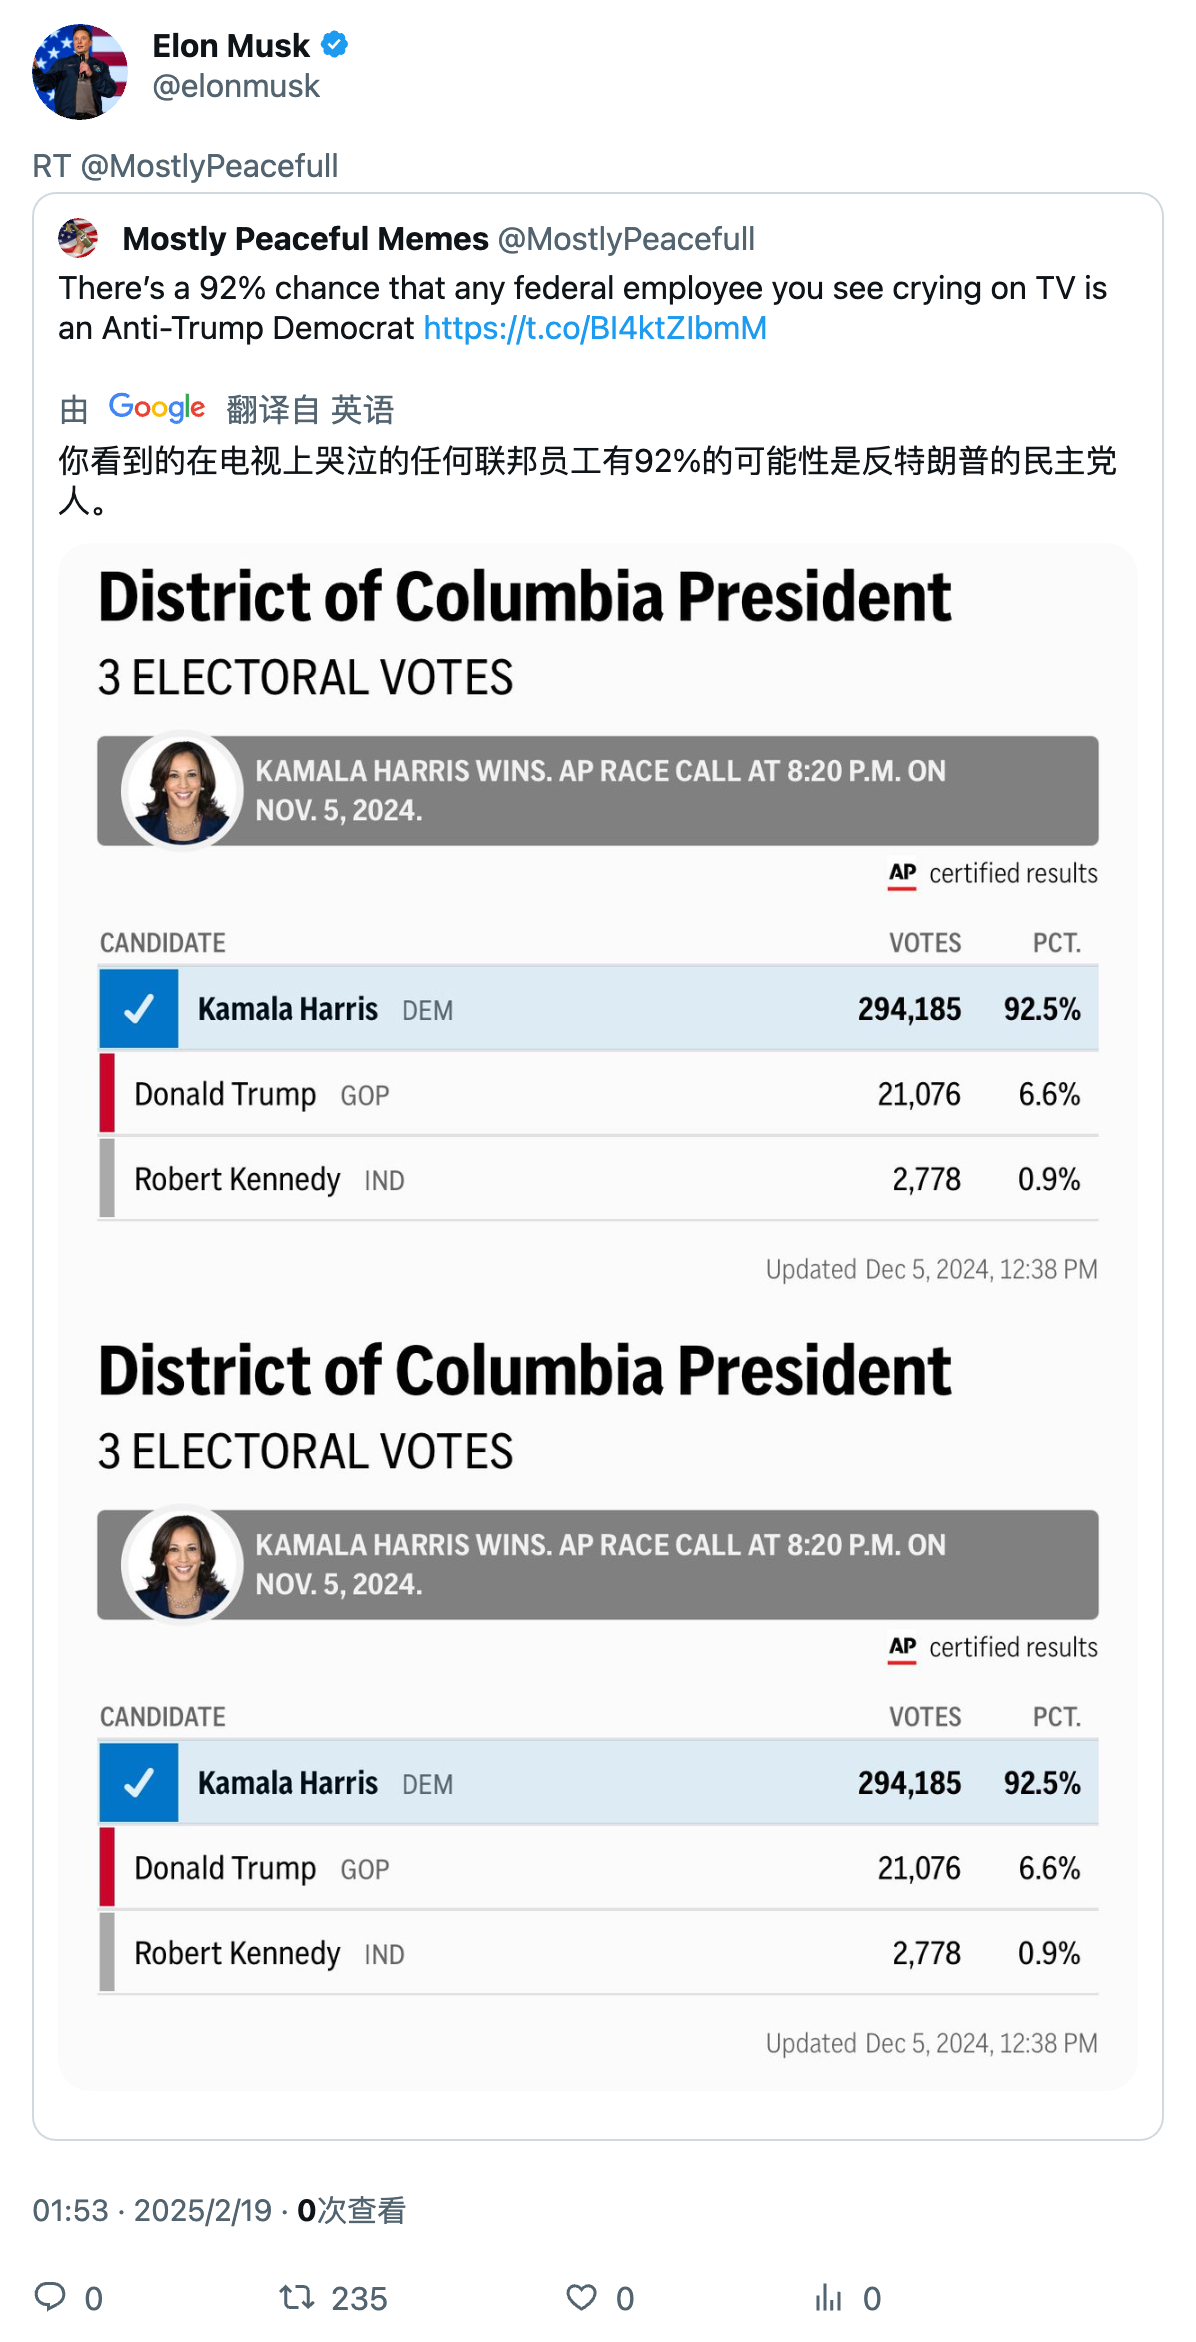 Elon Musk
@elonmusk
RT @MostlyPeacefull
Mostly Peaceful Memes @MostlyPeacefull
There’s a 92% chance that any federal employee you see crying on TV is
an Anti-Trump Democrat https://t.co/BI4ktZIbmM
由 Google 翻译自 英语
你看到的在电视上哭泣的任何联邦员工有92%的可能性是反特朗普的民主党
人。
District of Columbia President
3 ELECTORAL VOTES
KAMALA HARRIS WINS. AP RACE CALL AT 8:20 P.M. ON
NOV. 5, 2024.
AP certified results
CANDIDATE VOTES PCT.
Kamala Harris DEM 294,185 92.5%
Donald Trump GOP 21,076 6.6%
Robert Kennedy IND 2,778 0.9%
Updated Dec 5, 2024, 12:38 PM
District of Columbia President
3 ELECTORAL VOTES
KAMALA HARRIS WINS. AP RACE CALL AT 8:20 P.M. ON
NOV. 5, 2024.
AP certified results
CANDIDATE VOTES PCT.
Kamala Harris DEM 294,185 92.5%
Donald Trump GOP 21,076 6.6%
Robert Kennedy IND 2,778 0.9%
Updated Dec 5, 2024, 12:38 PM
01:53 · 2025/2/19 · 0次查看
0 235 0 0